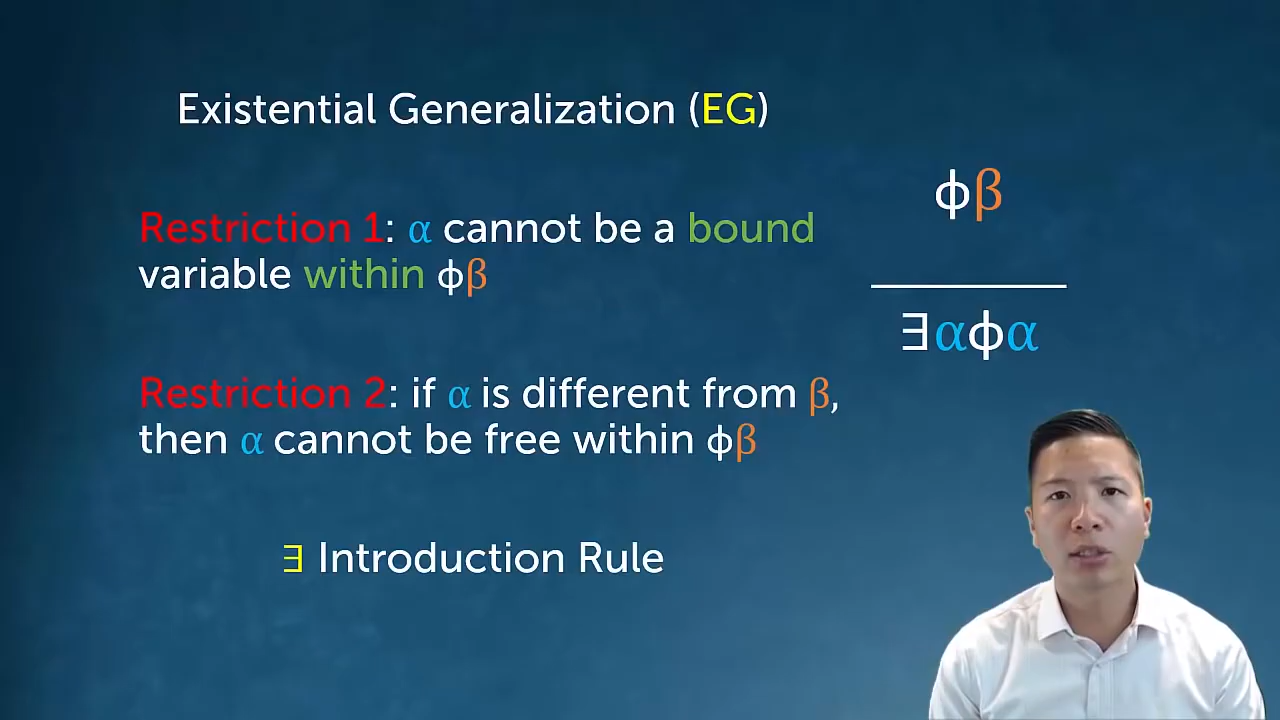 Existential Generalization (EG)
ϕβ
Restriction 1: α cannot be a bound
variable within ϕβ
∃αϕα
Restriction 2: if α is different from β,
then α cannot be free within ϕβ
∃ Introduction Rule